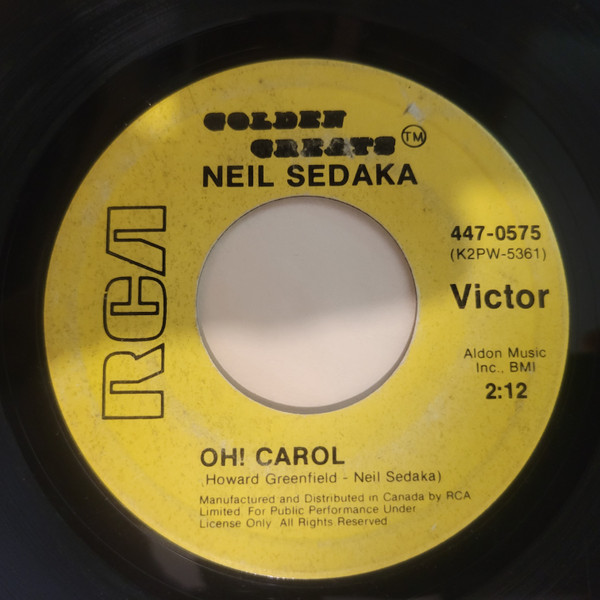 GOLDEN
GREATS TM
NEIL SEDAKA
RCA
447-0575
(K2PW-5361)
Victor
Aldon Music
Inc., BMI
2:12
OH! CAROL
(Howard Greenfield - Neil Sedaka)
Manufactured and Distributed in Canada by RCA
Limited. For Public Performance Under
License Only. All Rights Reserved